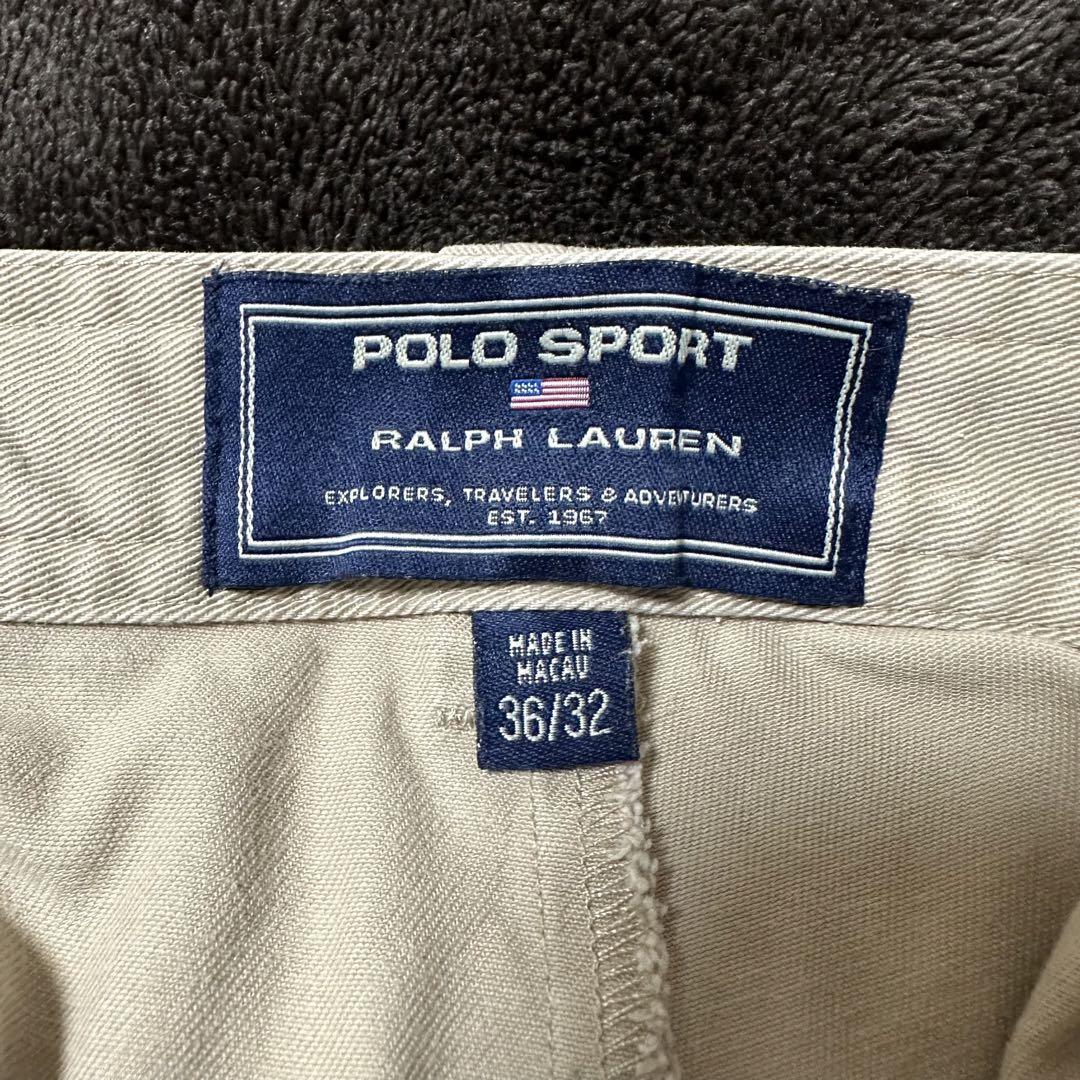 POLO SPORT
RALPH LAUREN
EXPLORERS, TRAVELERS & ADVENTURERS
EST. 1967
MADE IN
MACAU
36/32